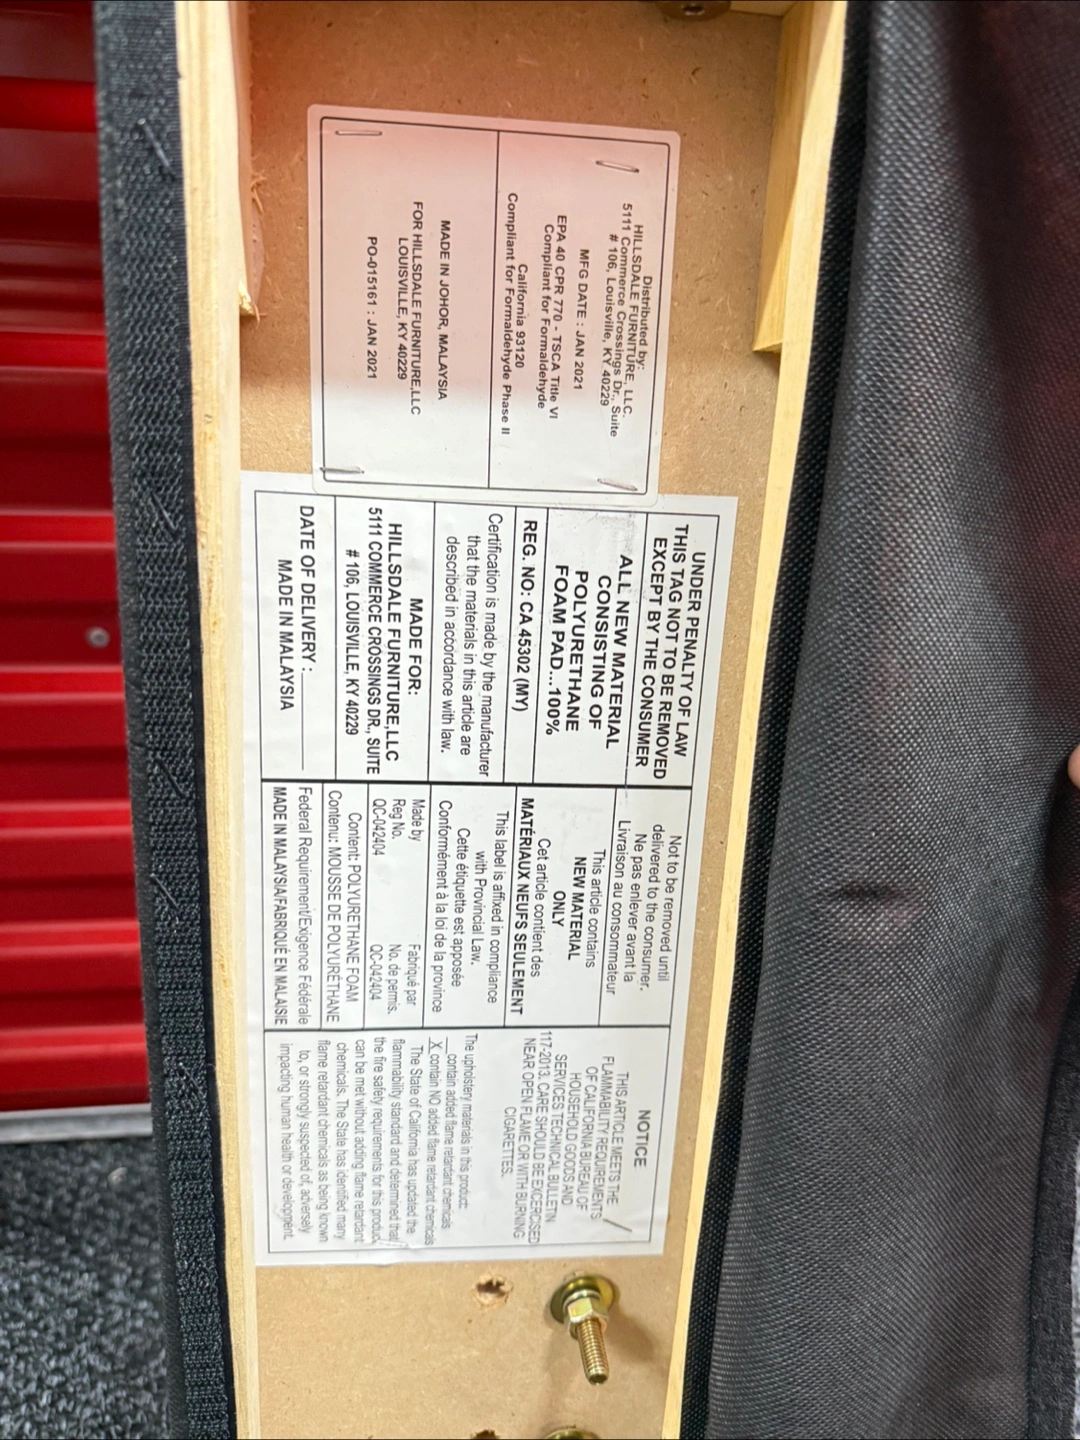 Distributed by:
HILLSDALE FURNITURE, LLC.
5111 Commerce Crossings Dr., Suite
# 106, Louisville, KY 40229
MFG DATE : JAN 2021
EPA 40 CPR 770 - TSCA Title VI
Compliant for Formaldehyde
California 93120
Compliant for Formaldehyde Phase II
MADE IN JOHOR, MALAYSIA
FOR HILLSDALE FURNITURE,LLC
LOUISVILLE, KY 40229
PO-015161 : JAN 2021
UNDER PENALTY OF LAW
THIS TAG NOT TO BE REMOVED
EXCEPT BY THE CONSUMER
ALL NEW MATERIAL
CONSISTING OF
POLYURETHANE
FOAM PAD...100%
REG. NO: CA 45302 (MY)
Certification is made by the manufacturer
that the materials in this article are
described in accordance with law.
MADE FOR:
HILLSDALE FURNITURE,LLC
5111 COMMERCE CROSSINGS DR., SUITE
# 106, LOUISVILLE, KY 40229
DATE OF DELIVERY :
MADE IN MALAYSIA
Not to be removed until
delivered to the consumer.
Ne pas enlever avant la
Livraison au consommateur
This article contains
NEW MATERIAL
ONLY
Cet article contient des
MATÉRIAUX NEUFS SEULEMENT
This label is affixed in compliance
with Provincial Law.
Cette étiquette est apposée
Conformément à la loi de la province
Made by Fabriqué par
Reg No. No. de permis.
QC-042404 QC-042404
Content: POLYURETHANE FOAM
Contenu: MOUSSE DE POLYURÉTHANE
Federal Requirement/Exigence Fédérale
MADE IN MALAYSIA/FABRIQUÉ EN MALAISIE
NOTICE
THIS ARTICLE MEETS THE
FLAMMABILITY REQUIREMENTS
OF CALIFORNIA BUREAU OF
HOUSEHOLD GOODS AND
SERVICES TECHNICAL BULLETIN
117-2013. CARE SHOULD BE EXCERCISED
NEAR OPEN FLAME OR WITH BURNING
CIGARETTES.
The upholstery materials in this product:
__contain added flame retardant chemicals
X contain NO added flame retardant chemicals
The State of California has updated the
flammability standard and determined that
the fire safety requirements for this product
can be met without adding flame retardant
chemicals. The State has identified many
flame retardant chemicals as being known
to, or strongly suspected of, adversely
impacting human health or development.